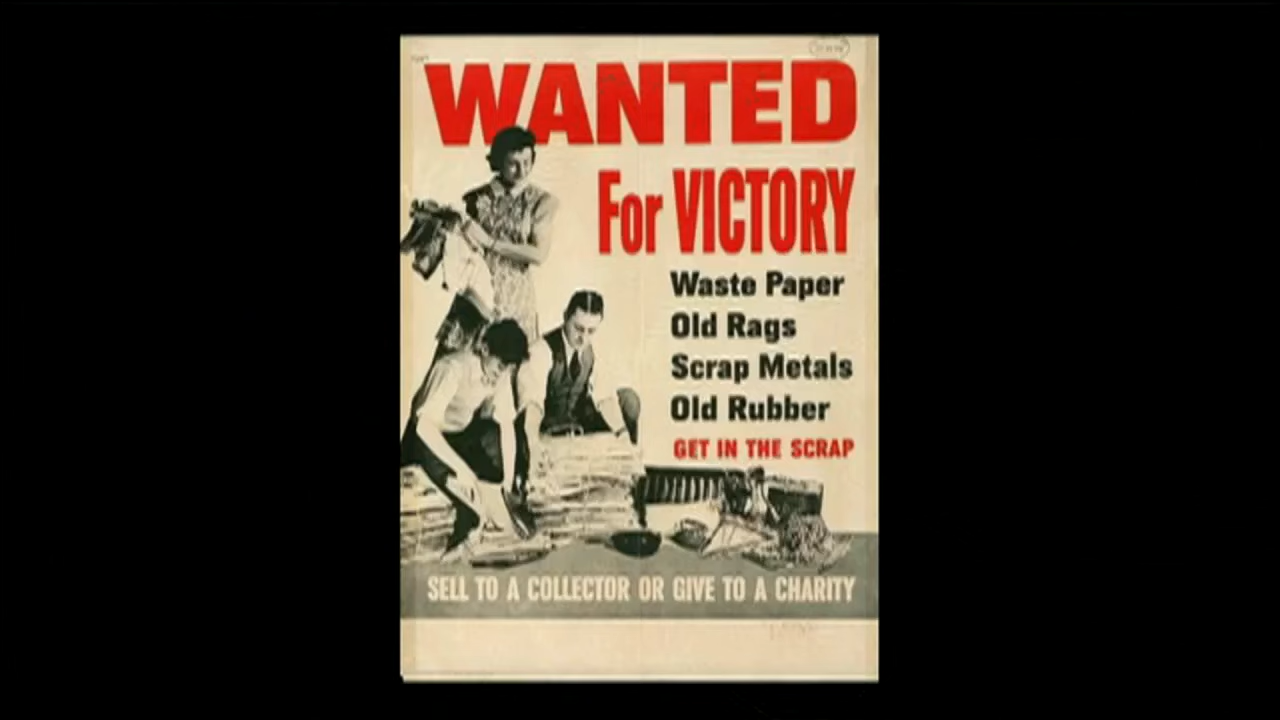 WANTED
For VICTORY
Waste Paper
Old Rags
Scrap Metals
Old Rubber
GET IN THE SCRAP
SELL TO A COLLECTOR OR GIVE TO A CHARITY